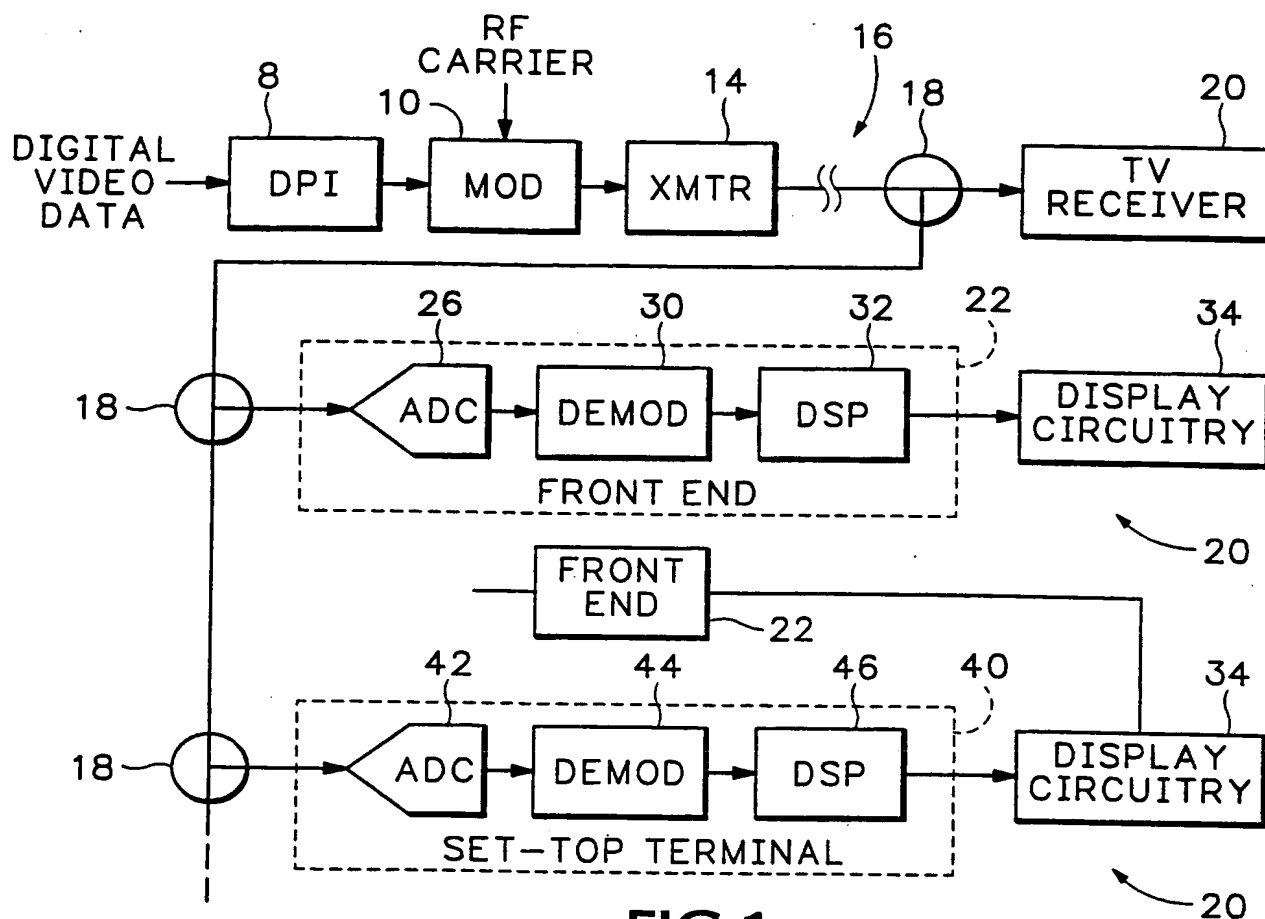 RF
CARRIER
16
8
10
14
18
20
DIGITAL
VIDEO
DATA
DPI
MOD
XMTR
TV
RECEIVER
26
30
32
22
34
18
ADC
DEMOD
DSP
DISPLAY
CIRCUITRY
FRONT END
20
FRONT
END
22
42
44
46
40
34
18
ADC
DEMOD
DSP
DISPLAY
CIRCUITRY
SET-TOP TERMINAL
20
FIG.1